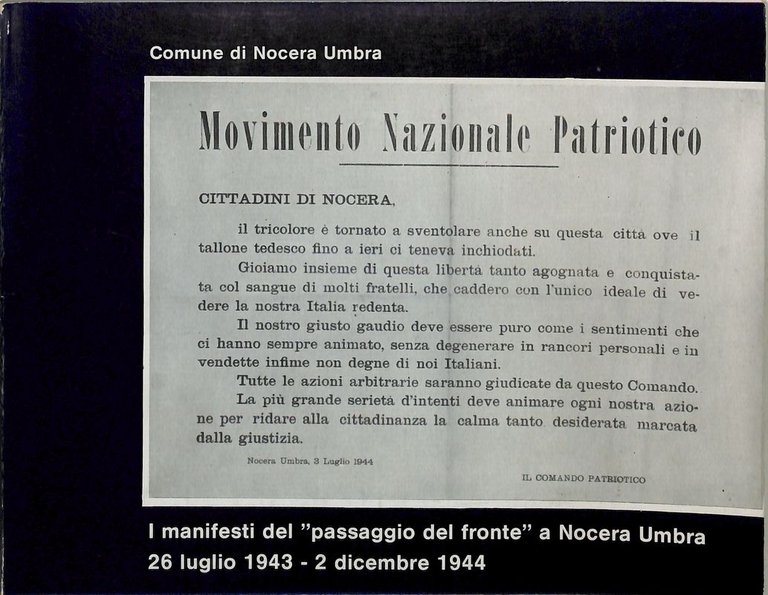 Comune di Nocera Umbra
Movimento Nazionale Patriotico
CITTADINI DI NOCERA,
il tricolore è tornato a sventolare anche su questa città ove il
tallone tedesco fino a ieri ci teneva inchiodati.
Gioiamo insieme di questa libertà tanto agognata e conquista-
ta col sangue di molti fratelli, che caddero con l'unico ideale di ve-
dere la nostra Italia redenta.
Il nostro giusto gaudio deve essere puro come i sentimenti che
ci hanno sempre animato, senza degenerare in rancori personali e in
vendette infime non degne di noi Italiani.
Tutte le azioni arbitrarie saranno giudicate da questo Comando.
La più grande serietà d'intenti deve animare ogni nostra azio-
ne per ridare alla cittadinanza la calma tanto desiderata marcata
dalla giustizia.
Nocera Umbra, 3 Luglio 1944
IL COMANDO PATRIOTICO
I manifesti del "passaggio del fronte" a Nocera Umbra
26 luglio 1943 - 2 dicembre 1944